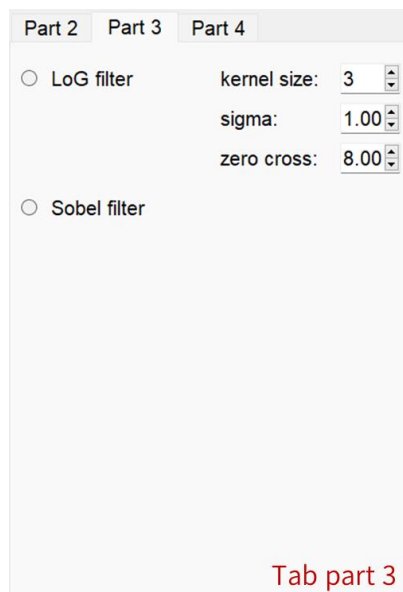 Part 2 Part 3 Part 4
LoG filter kernel size: 3
sigma: 1.00
zero cross: 8.00
Sobel filter
Tab part 3